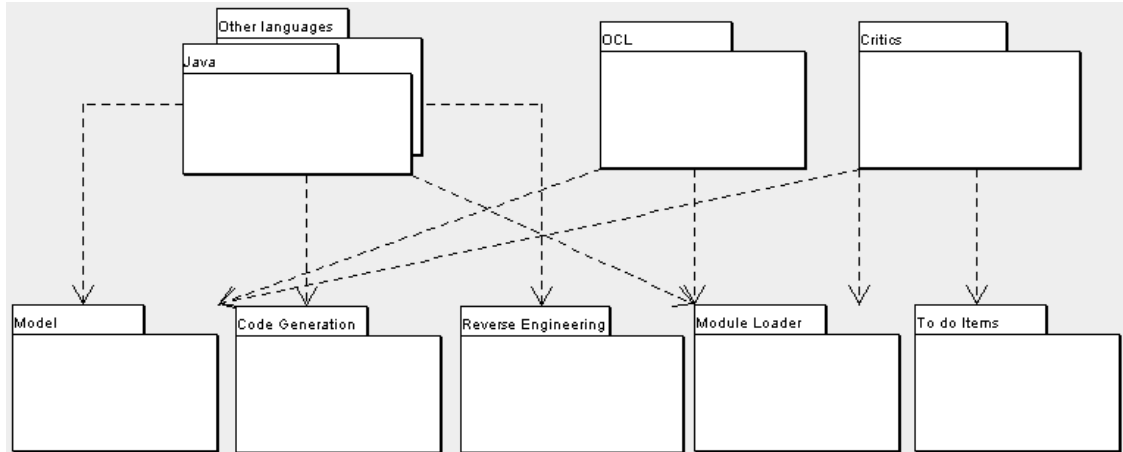 Other languages
Java
OCL
Critics
Model
Code Generation
Reverse Engineering
Module Loader
To do Items